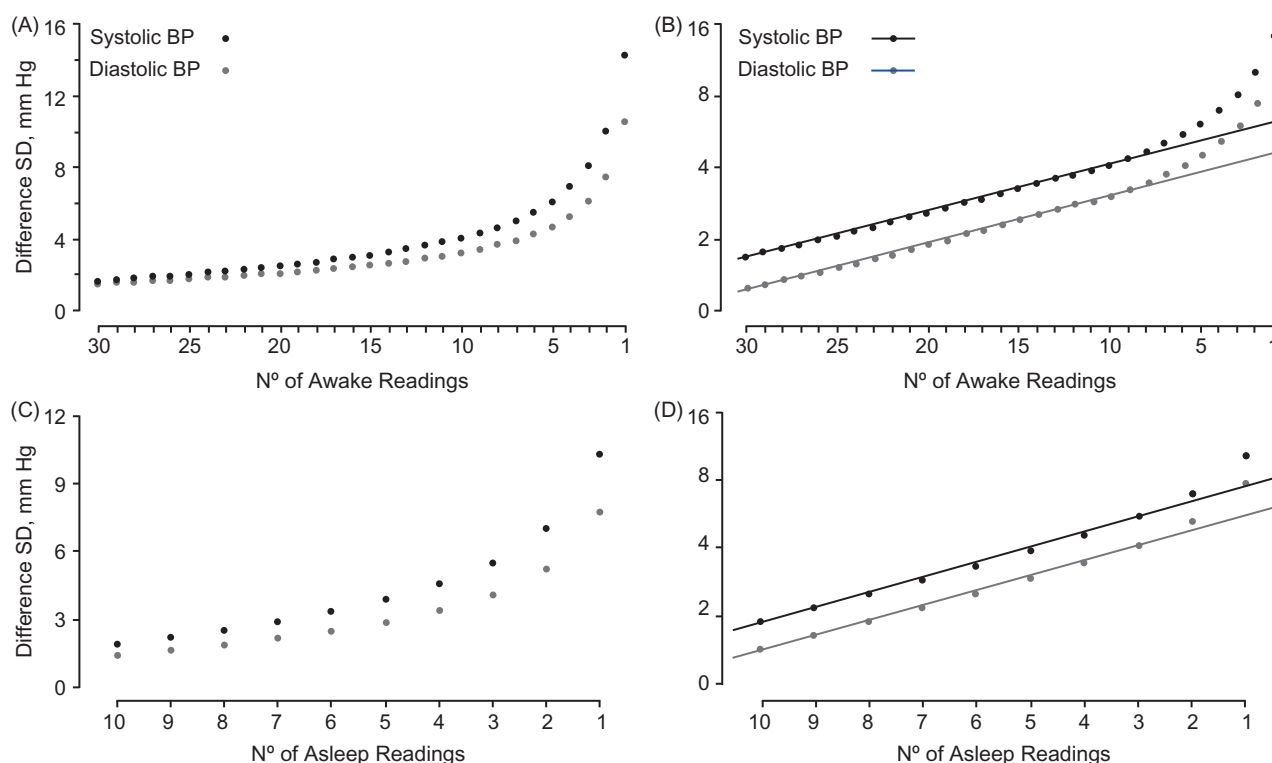 (A)
16
12
8
4
0
Difference SD, mm Hg
Systolic BP
Diastolic BP
30 25 20 15 10 5 1
Nº of Awake Readings
(B)
16
8
4
2
0
Systolic BP
Diastolic BP
30 25 20 15 10 5 1
Nº of Awake Readings
(C)
12
9
6
3
0
Difference SD, mm Hg
10 9 8 7 6 5 4 3 2 1
Nº of Asleep Readings
(D)
16
8
4
2
0
10 9 8 7 6 5 4 3 2 1
Nº of Asleep Readings